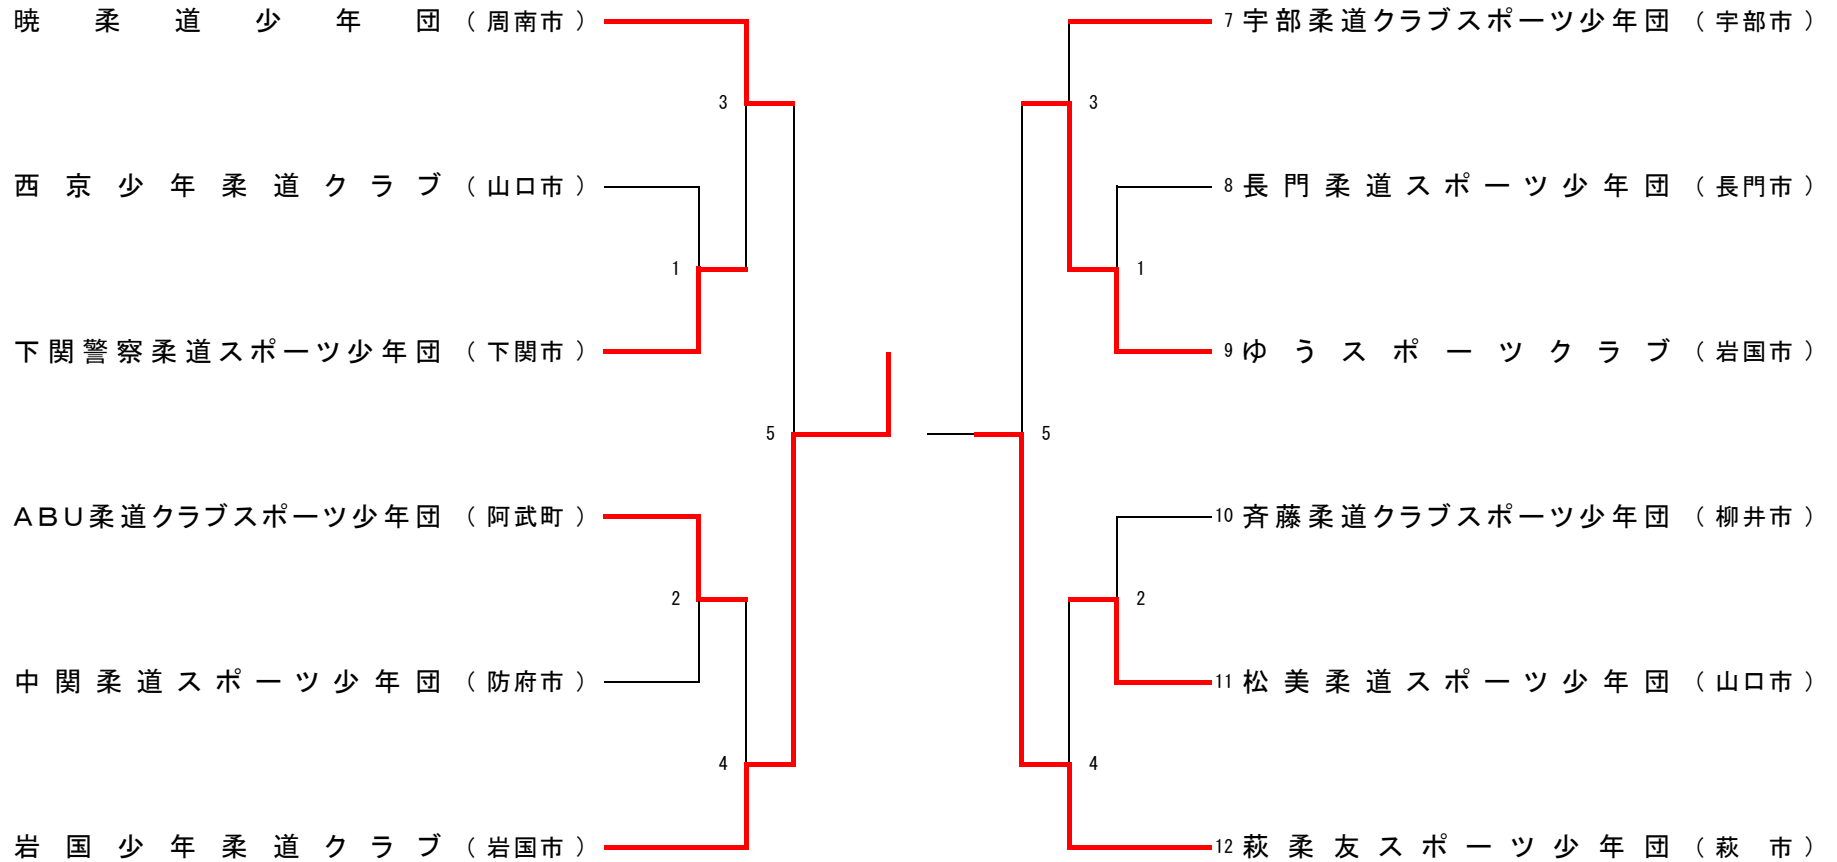 暁柔道少年団（周南市）
7 宇部柔道クラブスポーツ少年団（宇部市）
3
3
西京少年柔道クラブ（山口市）
8 長門柔道スポーツ少年団（長門市）
1
1
下関警察柔道スポーツ少年団（下関市）
9 ゆうスポーツクラブ（岩国市）
5
5
ABU柔道クラブスポーツ少年団（阿武町）
10 斉藤柔道クラブスポーツ少年団（柳井市）
2
2
中関柔道スポーツ少年団（防府市）
11 松美柔道スポーツ少年団（山口市）
4
4
岩国少年柔道クラブ（岩国市）
12 萩柔友スポーツ少年団（萩市）